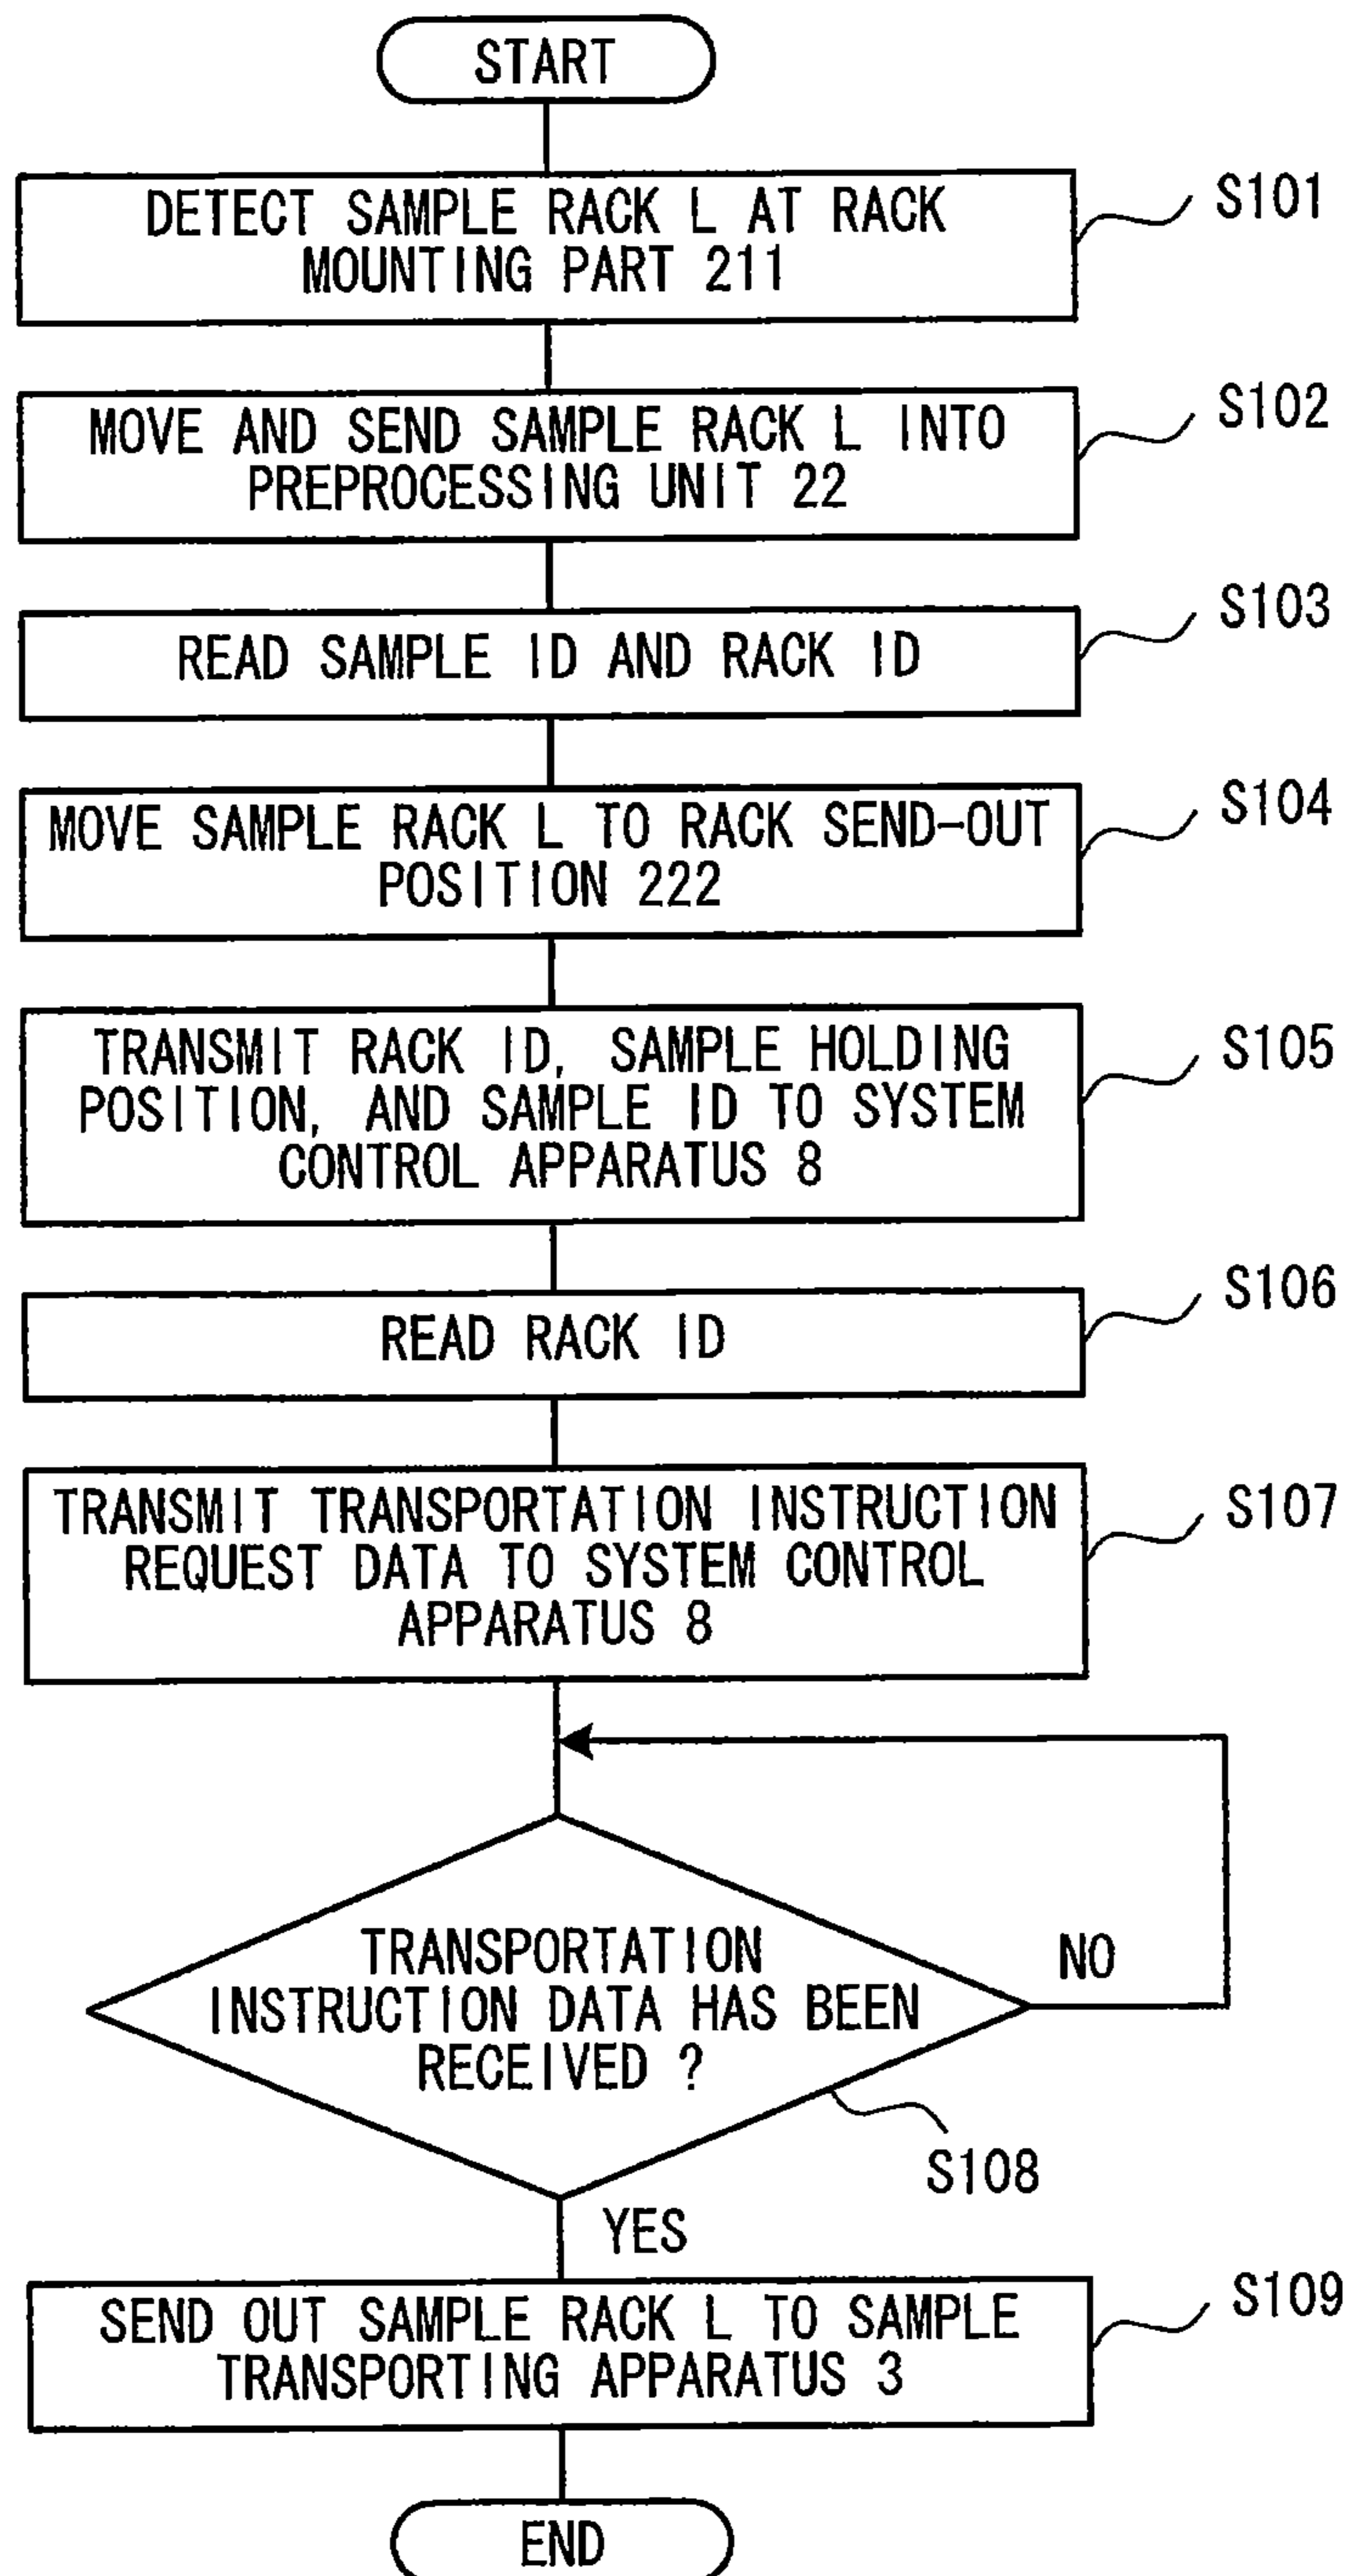 START
DETECT SAMPLE RACK L AT RACK
MOUNTING PART 211
S101
MOVE AND SEND SAMPLE RACK L INTO
PREPROCESSING UNIT 22
S102
READ SAMPLE ID AND RACK ID
S103
MOVE SAMPLE RACK L TO RACK SEND-OUT
POSITION 222
S104
TRANSMIT RACK ID, SAMPLE HOLDING
POSITION, AND SAMPLE ID TO SYSTEM
CONTROL APPARATUS 8
S105
READ RACK ID
S106
TRANSMIT TRANSPORTATION INSTRUCTION
REQUEST DATA TO SYSTEM CONTROL
APPARATUS 8
S107
TRANSPORTATION
INSTRUCTION DATA HAS BEEN
RECEIVED ?
NO
S108
YES
SEND OUT SAMPLE RACK L TO SAMPLE
TRANSPORTING APPARATUS 3
S109
END